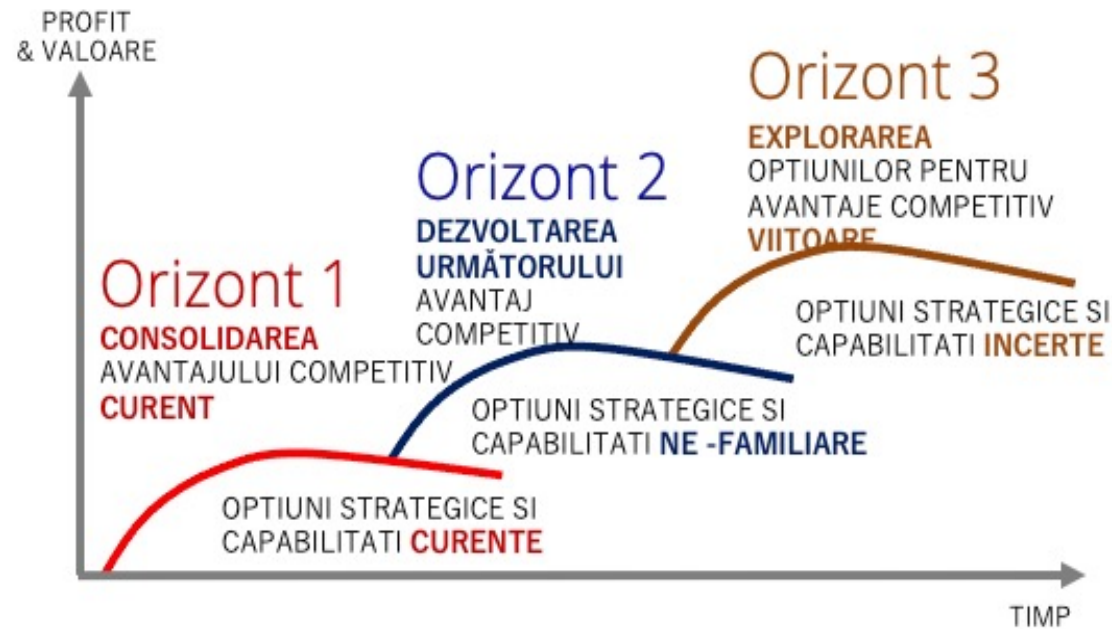 PROFIT
& VALOARE
Orizont 3
EXPLORAREA
OPTIUNILOR PENTRU
AVANTAJE COMPETITIV
VIITOARE
Orizont 2
DEZVOLTAREA
URMĂTORULUI
AVANTAJ
COMPETITIV
Orizont 1
CONSOLIDAREA
AVANTAJULUI COMPETITIV
CURENT
OPTIUNI STRATEGICE SI
CAPABILITATI INCERTE
OPTIUNI STRATEGICE SI
CAPABILITATI NE -FAMILIARE
OPTIUNI STRATEGICE SI
CAPABILITATI CURENTE
TIMP